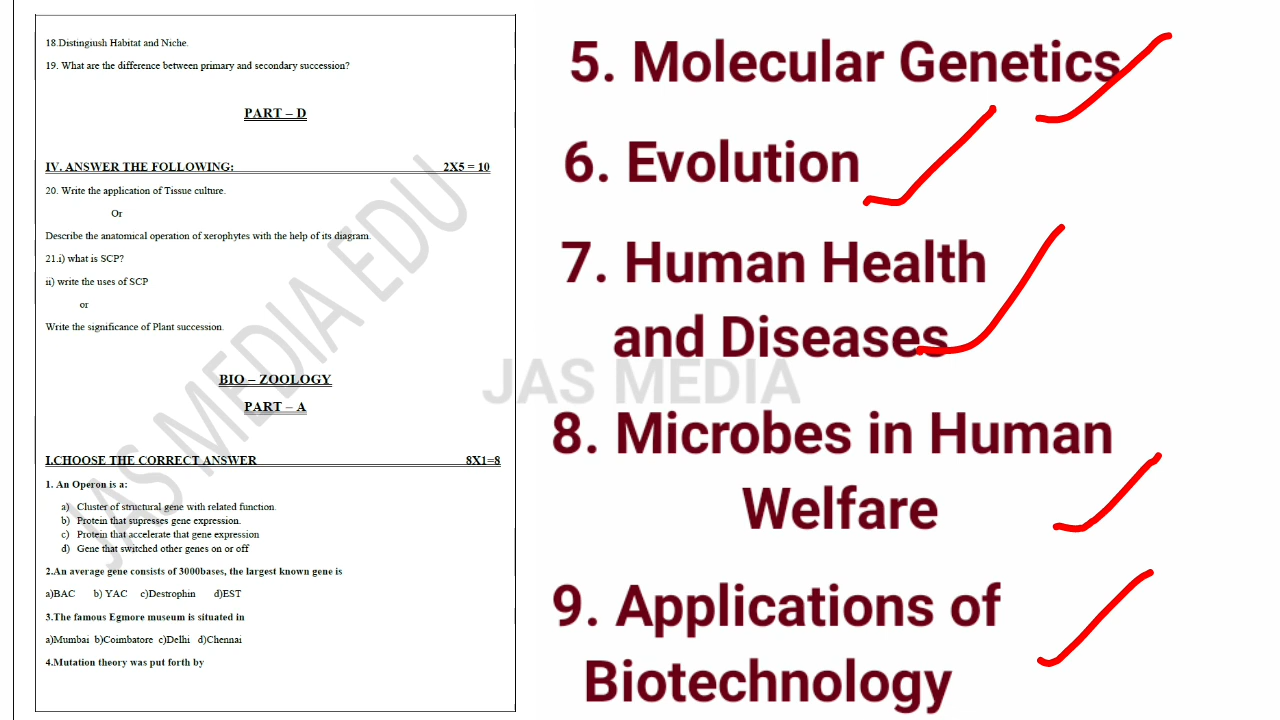 18.Distingiush Habitat and Niche.
19. What are the difference between primary and secondary succession?
PART – D
IV. ANSWER THE FOLLOWING: 2X5 = 10
20. Write the application of Tissue culture.
Or
Describe the anatomical operation of xerophytes with the help of its diagram.
21.i) what is SCP?
ii) write the uses of SCP
or
Write the significance of Plant succession.
BIO – ZOOLOGY
PART – A
I.CHOOSE THE CORRECT ANSWER 8X1=8
1. An Operon is a:
a) Cluster of structural gene with related function.
b) Protein that supresses gene expression.
c) Protein that accelerate that gene expression
d) Gene that switched other genes on or off
2.An average gene consists of 3000bases, the largest known gene is
a)BAC b) YAC c)Destrophin d)EST
3.The famous Egmore museum is situated in
a)Mumbai b)Coimbatore c)Delhi d)Chennai
4.Mutation theory was put forth by
JAS MEDIA EDU
5. Molecular Genetics
6. Evolution
7. Human Health
and Diseases
JAS MEDIA
8. Microbes in Human
Welfare
9. Applications of
Biotechnology